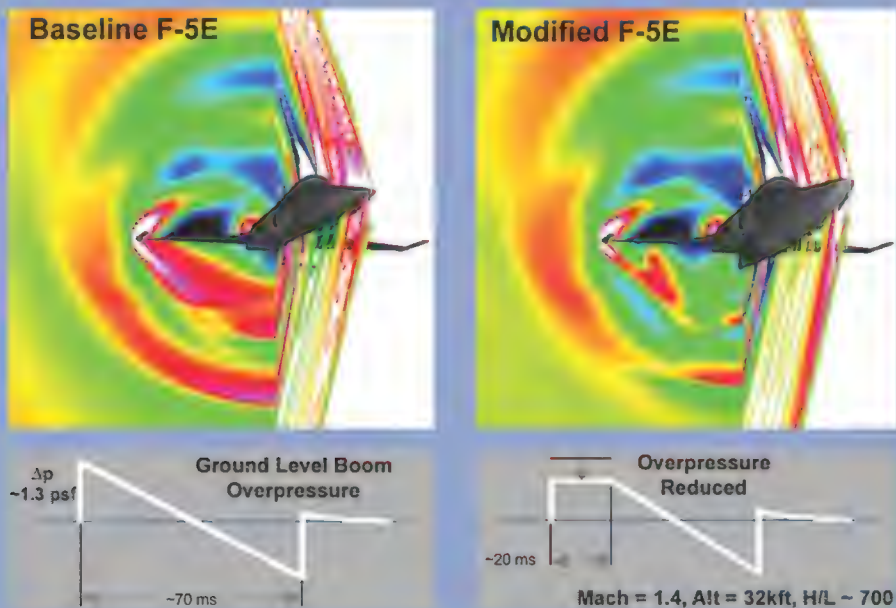 Baseline F-5E
Modified F-5E
Δp
~1.3 psf
Ground Level Boom
Overpressure
~70 ms
Overpressure
Reduced
~20 ms
Mach = 1.4, Alt = 32kft, H/L ~ 700